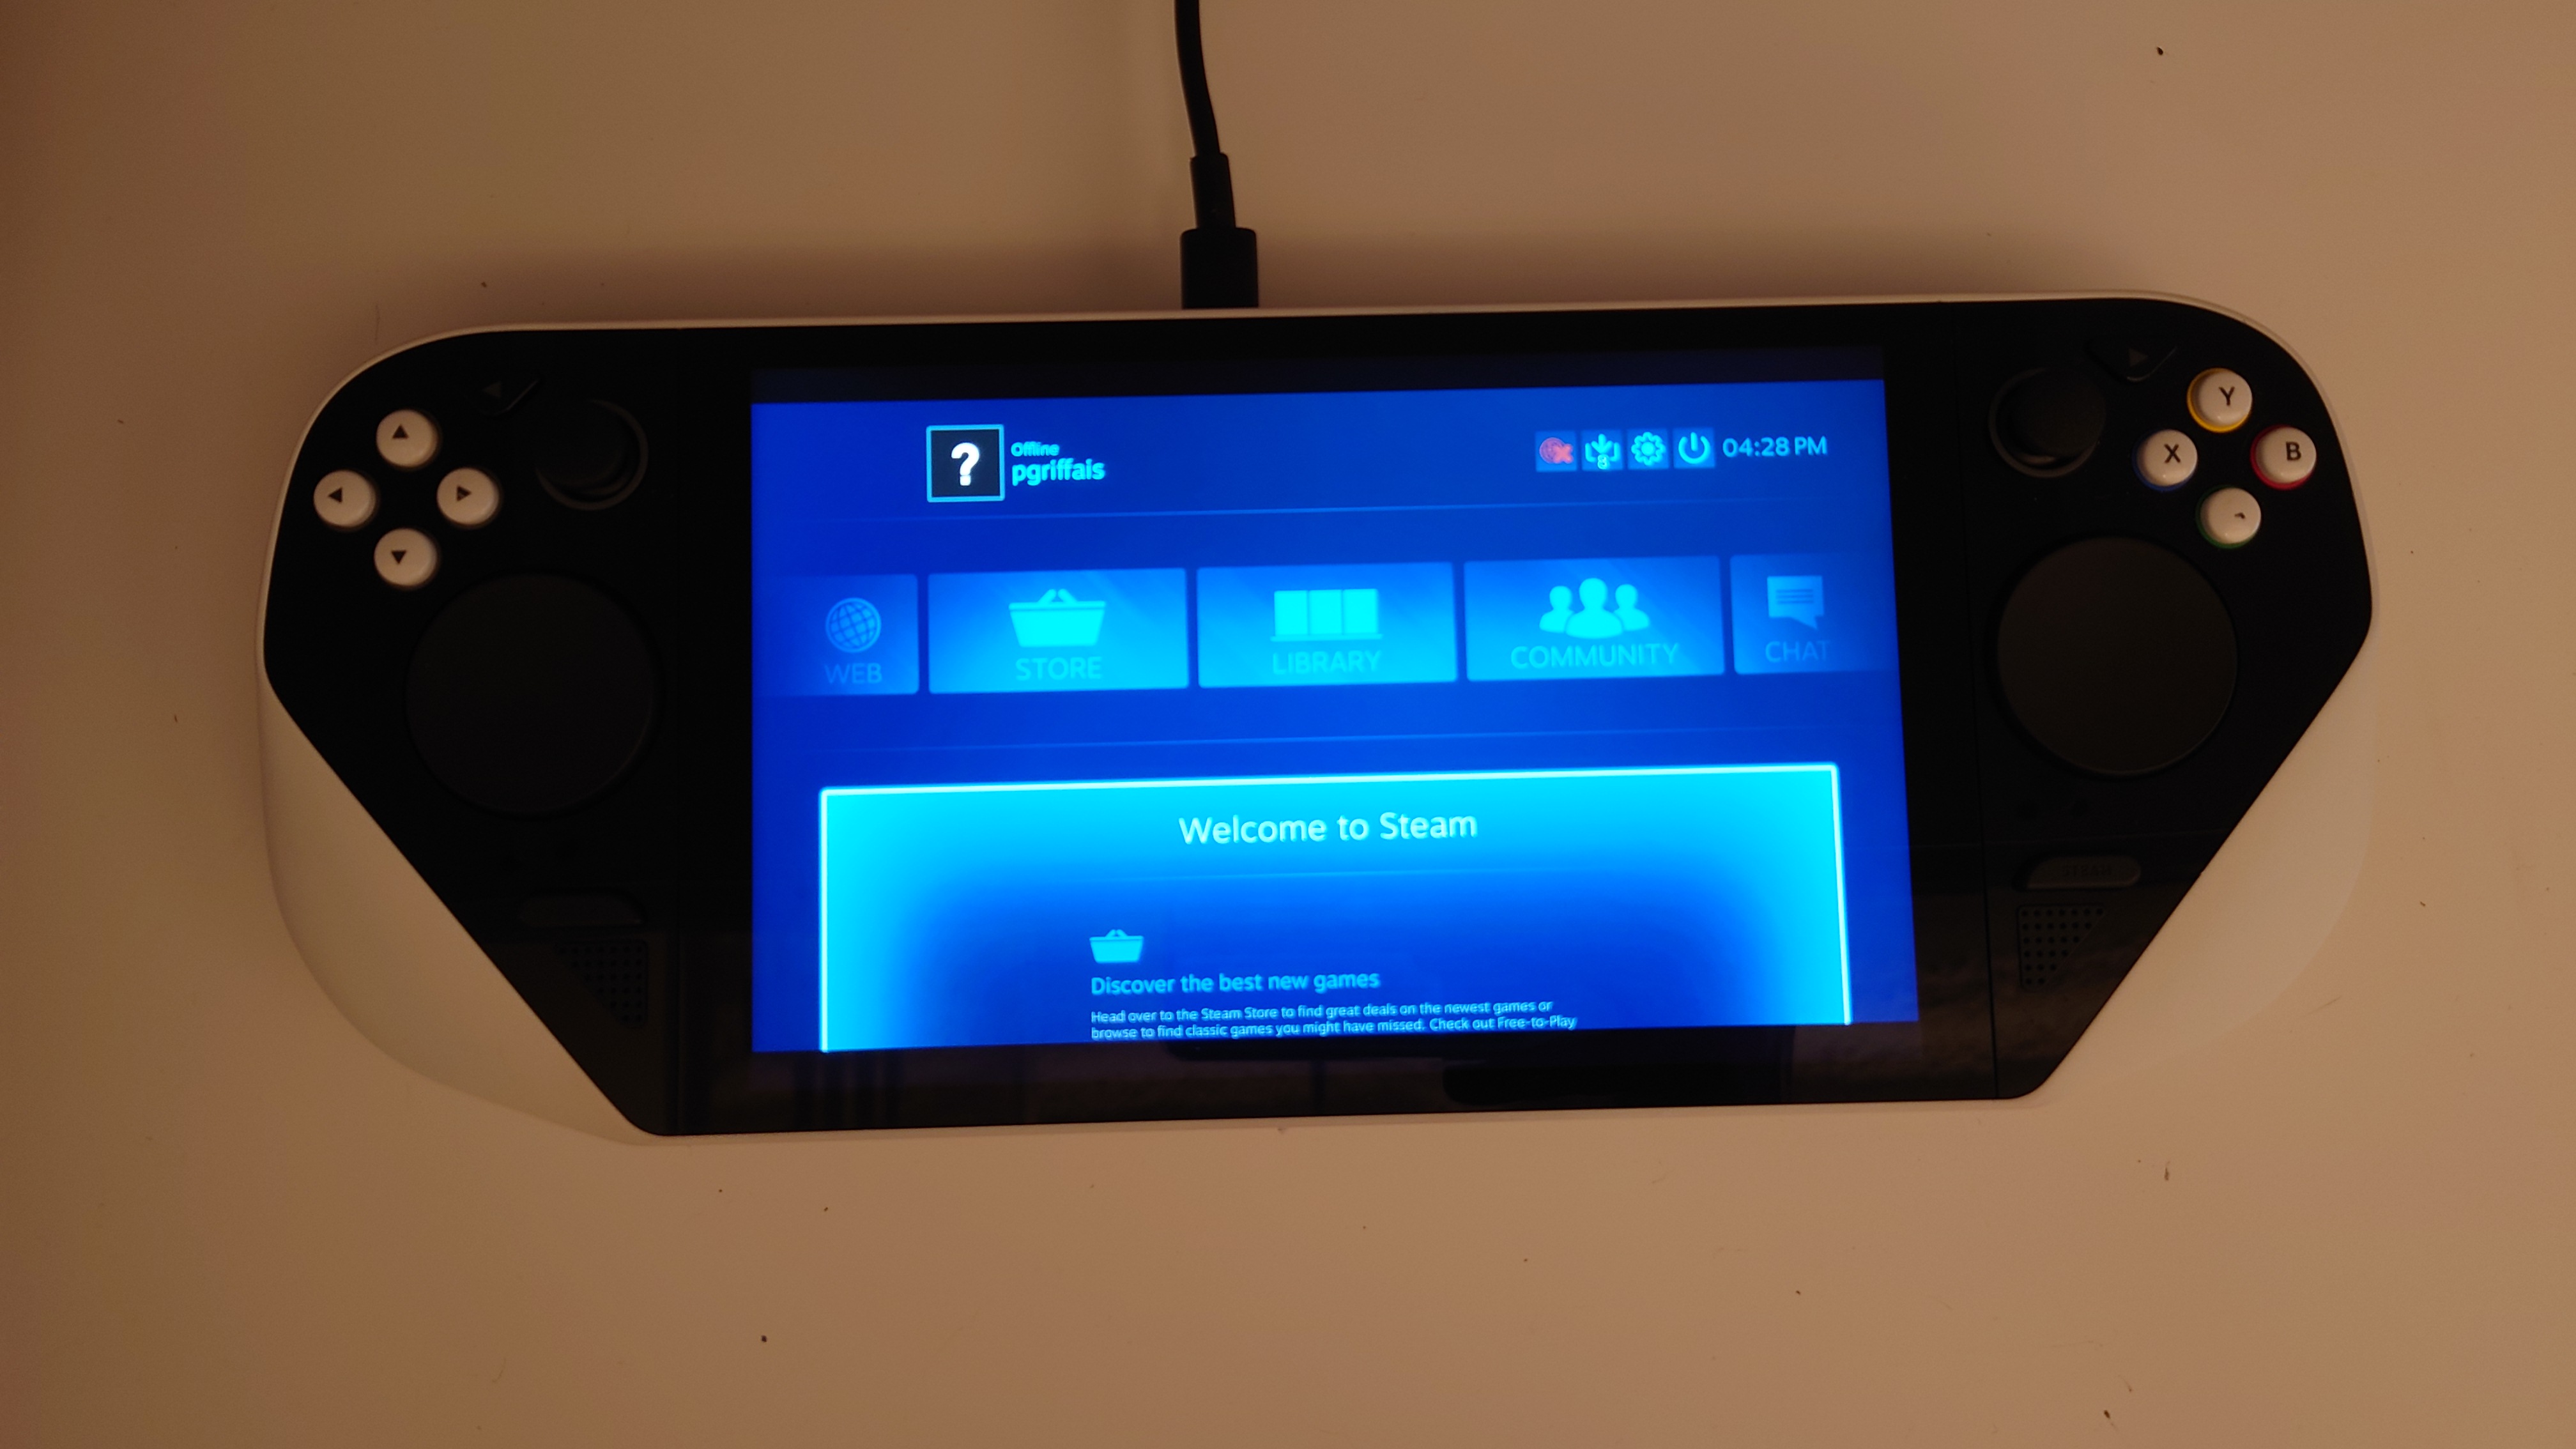 Offline
pgriffais
04:28 PM
WEB
STORE
LIBRARY
COMMUNITY
CHAT
Welcome to Steam
Discover the best new games
Head over to the Steam Store to find great deals on the newest games or
browse to find classic games you might have missed. Check out Free-to-Play
Y
X
B
STEAM